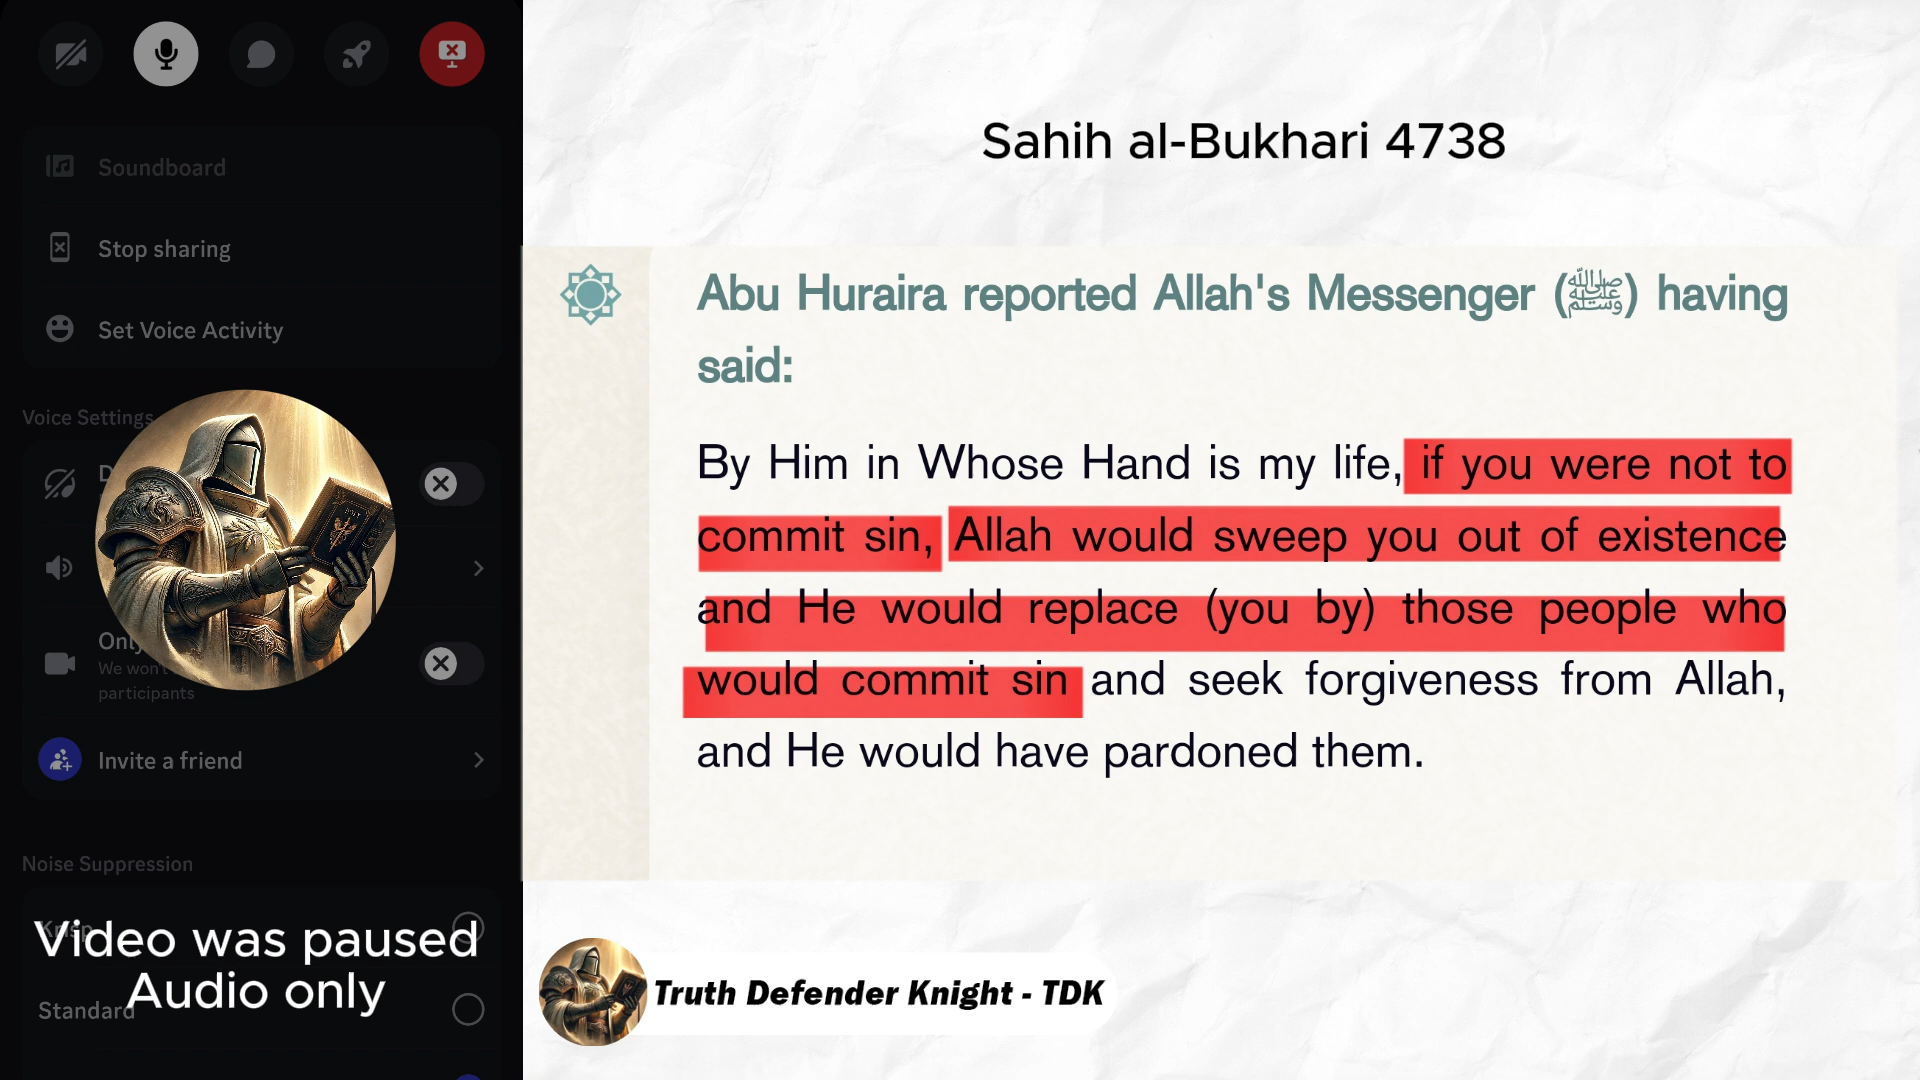 Soundboard
Stop sharing
Set Voice Activity
Voice Settings
We won't
participants
Invite a friend
Noise Suppression
Krisp
Video was paused
Audio only
Standard
Sahih al-Bukhari 4738
Abu Huraira reported Allah's Messenger (ﷺ) having
said:
By Him in Whose Hand is my life, if you were not to
commit sin, Allah would sweep you out of existence
and He would replace (you by) those people who
would commit sin and seek forgiveness from Allah,
and He would have pardoned them.
Truth Defender Knight - TDK